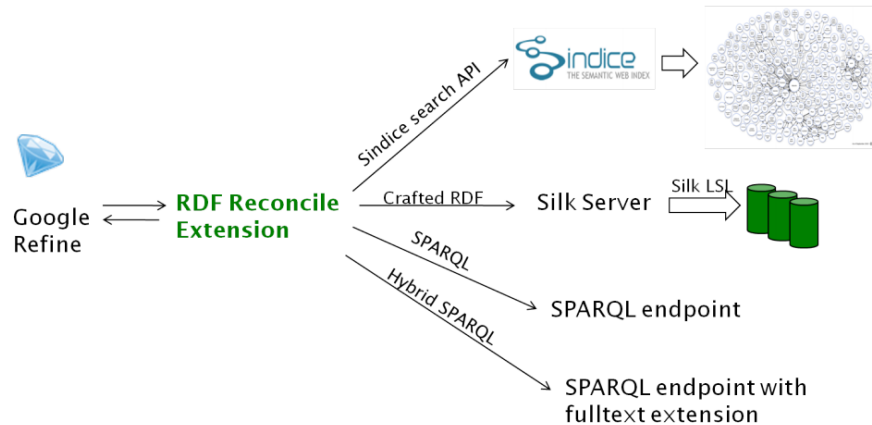 Sindice search API
indice
THE SEMANTIC WEB INDEX
Google
Refine
RDF Reconcile
Extension
Crafted RDF
Silk Server
Silk LSL
SPARQL
SPARQL endpoint
Hybrid SPARQL
SPARQL endpoint with
fulltext extension